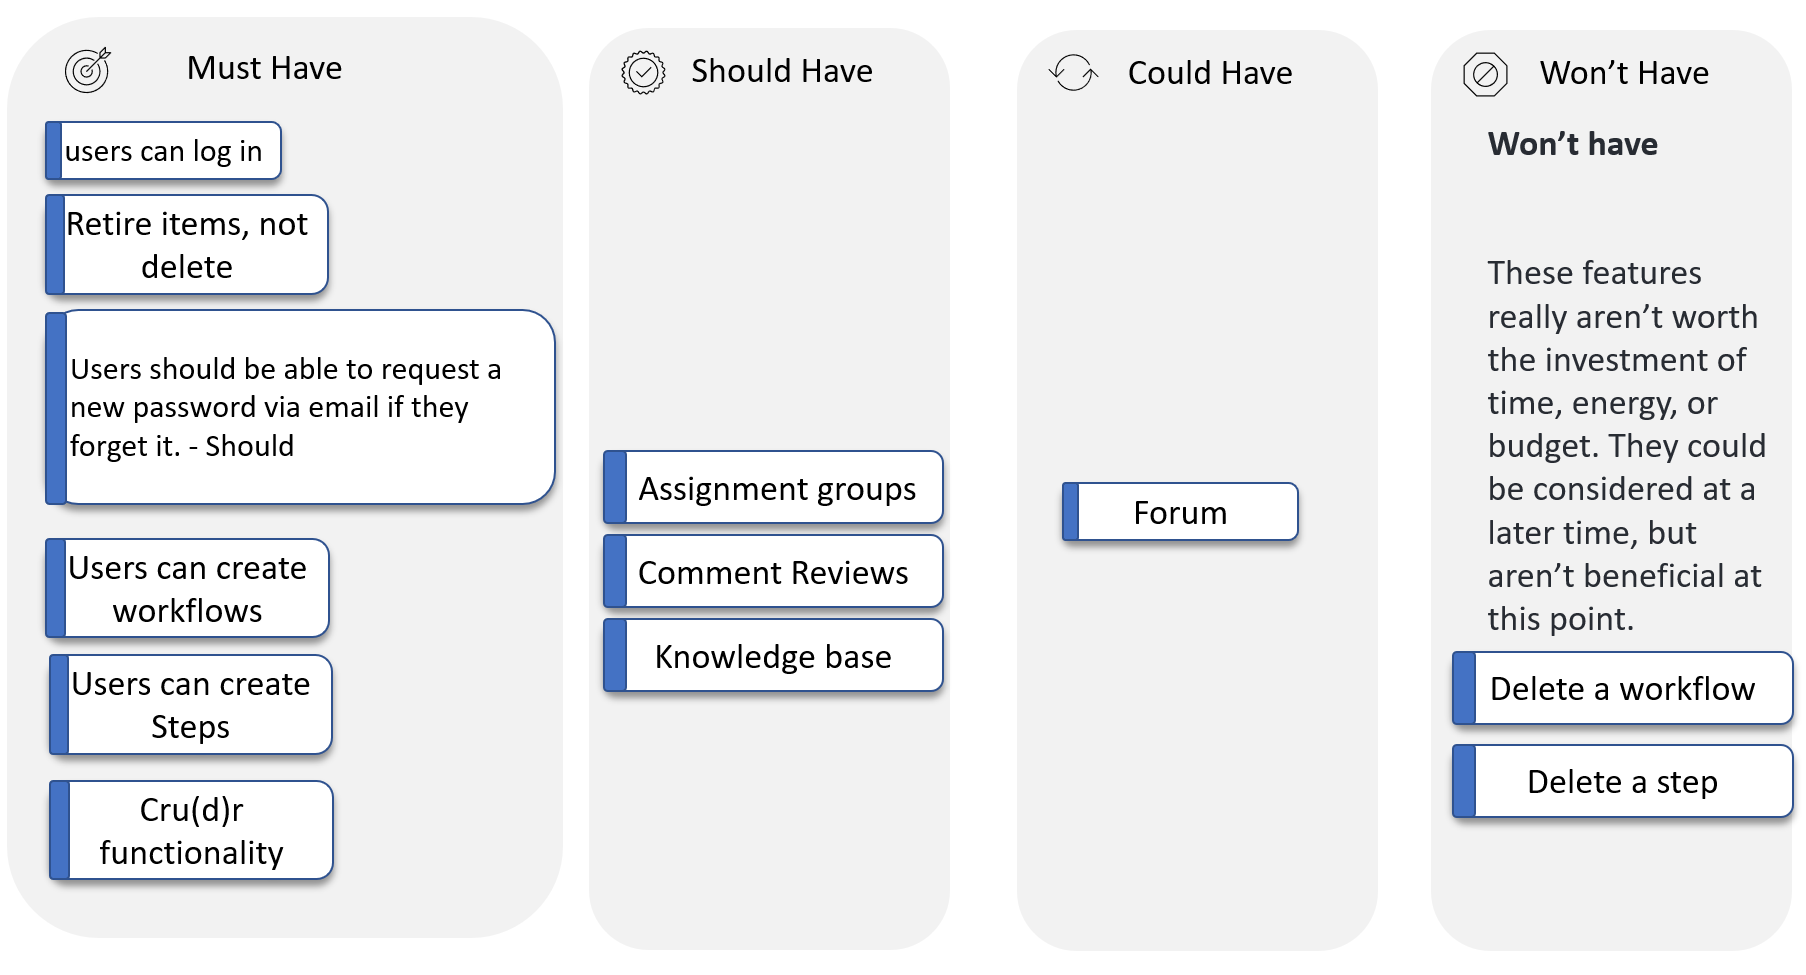 Must Have
users can log in
Retire items, not
delete
Users should be able to request a
new password via email if they
forget it. - Should
Users can create
workflows
Users can create
Steps
Cru(d)r
functionality
Should Have
Assignment groups
Comment Reviews
Knowledge base
Could Have
Forum
Won’t Have
Won’t have
These features
really aren’t worth
the investment of
time, energy, or
budget. They could
be considered at a
later time, but
aren’t beneficial at
this point.
Delete a workflow
Delete a step